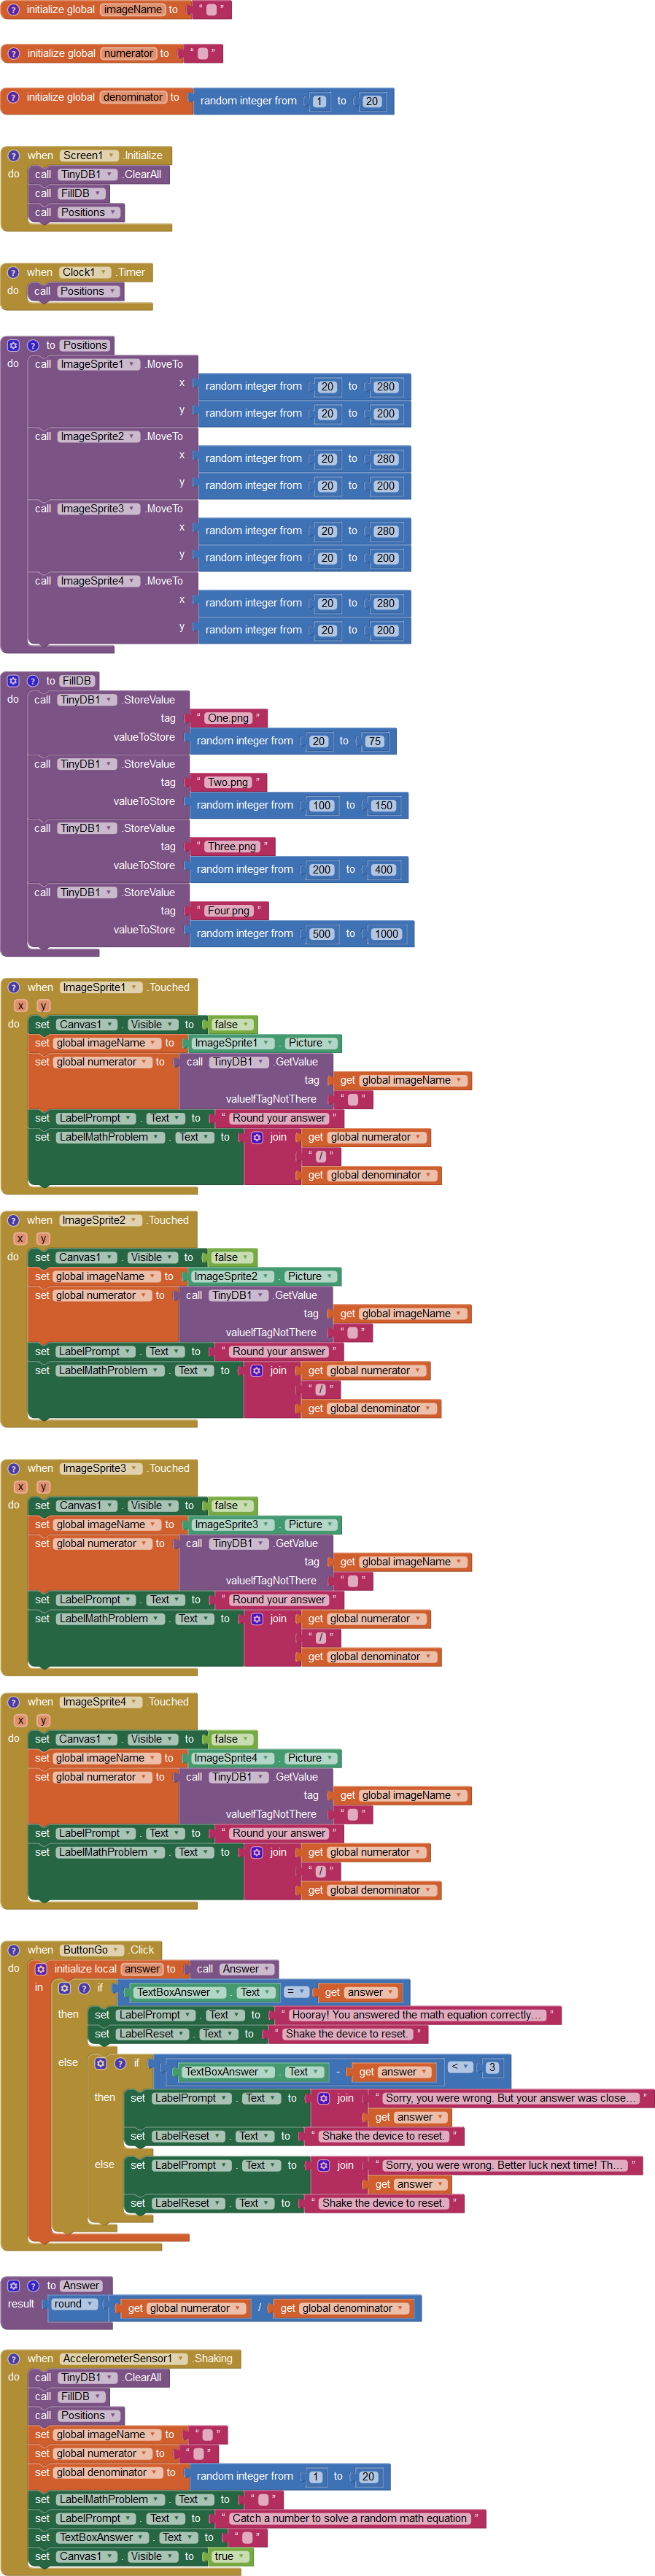 initialize global imageName to " "
initialize global numerator to " "
initialize global denominator to random integer from 1 to 20
when Screen1 .Initialize
do call TinyDB1 .ClearAll
call FillDB
call Positions
when Clock1 .Timer
do call Positions
to Positions
do call ImageSprite1 .MoveTo
x random integer from 20 to 280
y random integer from 20 to 200
call ImageSprite2 .MoveTo
x random integer from 20 to 280
y random integer from 20 to 200
call ImageSprite3 .MoveTo
x random integer from 20 to 280
y random integer from 20 to 200
call ImageSprite4 .MoveTo
x random integer from 20 to 280
y random integer from 20 to 200
to FillDB
do call TinyDB1 .StoreValue
tag " One.png "
valueToStore random integer from 20 to 75
call TinyDB1 .StoreValue
tag " Two.png "
valueToStore random integer from 100 to 150
call TinyDB1 .StoreValue
tag " Three.png "
valueToStore random integer from 200 to 400
call TinyDB1 .StoreValue
tag " Four.png "
valueToStore random integer from 500 to 1000
when ImageSprite1 .Touched
x y
do set Canvas1 . Visible to false
set global imageName to ImageSprite1 . Picture
set global numerator to call TinyDB1 .GetValue
tag get global imageName
valueIfTagNotThere " "
set LabelPrompt . Text to " Round your answer "
set LabelMathProblem . Text to join get global numerator
" / "
get global denominator
when ImageSprite2 .Touched
x y
do set Canvas1 . Visible to false
set global imageName to ImageSprite2 . Picture
set global numerator to call TinyDB1 .GetValue
tag get global imageName
valueIfTagNotThere " "
set LabelPrompt . Text to " Round your answer "
set LabelMathProblem . Text to join get global numerator
" / "
get global denominator
when ImageSprite3 .Touched
x y
do set Canvas1 . Visible to false
set global imageName to ImageSprite3 . Picture
set global numerator to call TinyDB1 .GetValue
tag get global imageName
valueIfTagNotThere " "
set LabelPrompt . Text to " Round your answer "
set LabelMathProblem . Text to join get global numerator
" / "
get global denominator
when ImageSprite4 .Touched
x y
do set Canvas1 . Visible to false
set global imageName to ImageSprite4 . Picture
set global numerator to call TinyDB1 .GetValue
tag get global imageName
valueIfTagNotThere " "
set LabelPrompt . Text to " Round your answer "
set LabelMathProblem . Text to join get global numerator
" / "
get global denominator
when ButtonGo .Click
do initialize local answer to call Answer
in if TextBoxAnswer . Text = get answer
then set LabelPrompt . Text to " Hooray! You answered the math equation correctly... "
set LabelReset . Text to " Shake the device to reset. "
else if TextBoxAnswer . Text - get answer < 3
then set LabelPrompt . Text to join " Sorry, you were wrong. But your answer was close... "
get answer
set LabelReset . Text to " Shake the device to reset. "
else set LabelPrompt . Text to join " Sorry, you were wrong. Better luck next time! Th... "
get answer
set LabelReset . Text to " Shake the device to reset. "
to Answer
result round get global numerator / get global denominator
when AccelerometerSensor1 .Shaking
do call TinyDB1 .ClearAll
call FillDB
call Positions
set global imageName to " "
set global numerator to " "
set global denominator to random integer from 1 to 20
set LabelMathProblem . Text to " "
set LabelPrompt . Text to " Catch a number to solve a random math equation "
set TextBoxAnswer . Text to " "
set Canvas1 . Visible to true